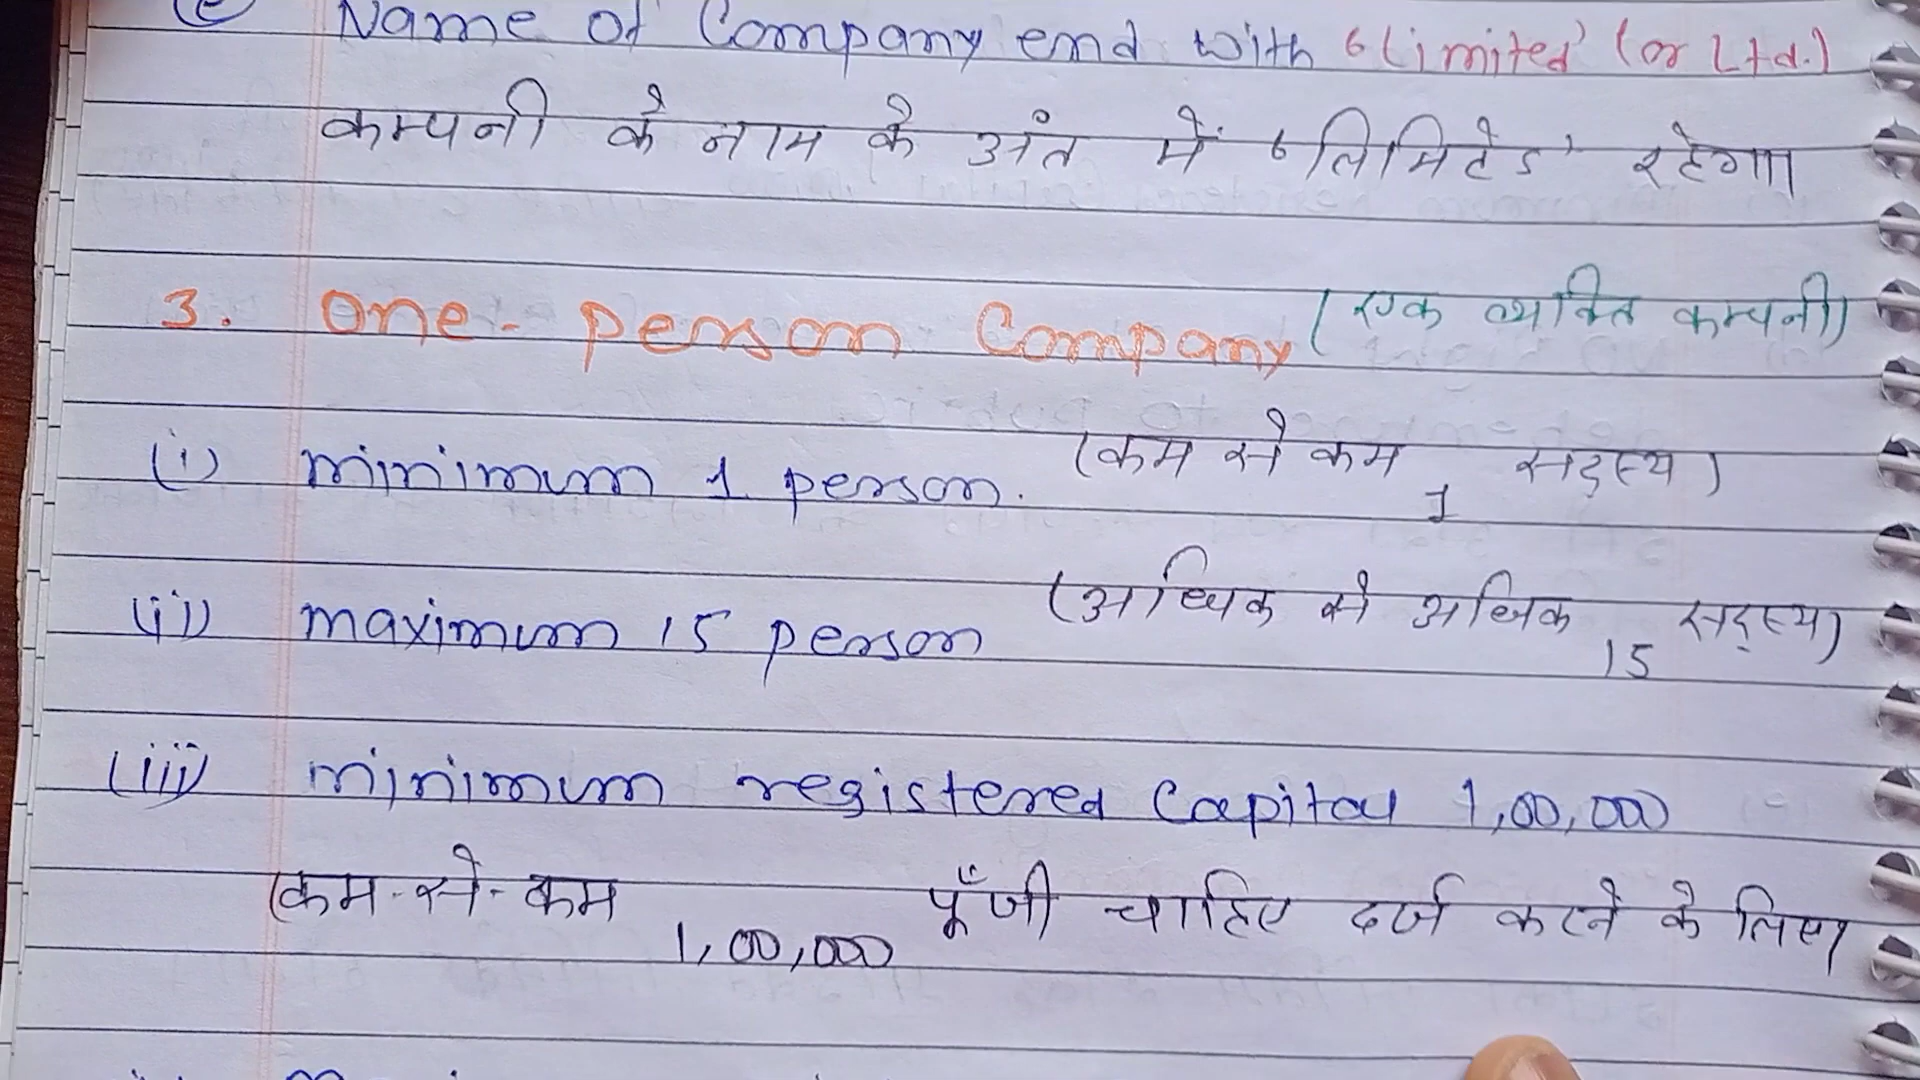 (e) Name of Company end with 'Limited' (or Ltd.)
कम्पनी के नाम के अंत में 'लिमिटेड' रहेगा।
3. One-person Company (एक व्यक्ति कम्पनी)
(i) minimum 1 person. (कम से कम 1 सदस्य)
(ii) maximum 15 person (अधिक से अधिक 15 सदस्य)
(iii) minimum registered Capital 1,00,000
(कम-से-कम 1,00,000 पूँजी चाहिए दर्ज करने के लिए)